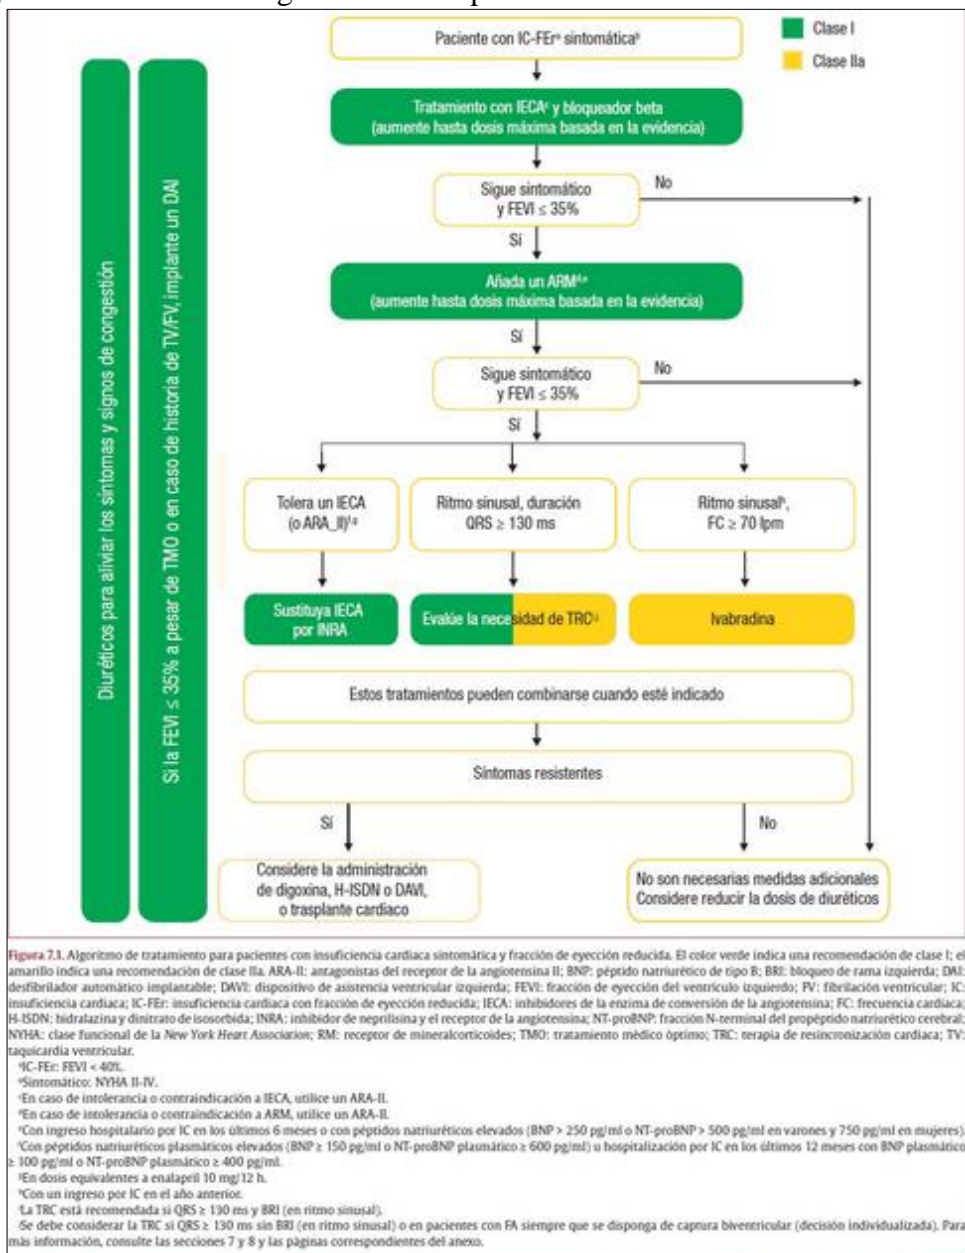 Paciente con IC-FErᵃ sintomáticaᵇ
Clase I
Clase IIa
Diuréticos para aliviar los síntomas y signos de congestión
Si la FEVI ≤ 35% a pesar de TMO o en caso de historia de TV/FV, implante un DAI
Tratamiento con IECAᶜ y bloqueador beta
(aumente hasta dosis máxima basada en la evidencia)
Sigue sintomático
y FEVI ≤ 35%
No
Sí
Añada un ARMᵈ,ᵉ
(aumente hasta dosis máxima basada en la evidencia)
Sí
Sigue sintomático
y FEVI ≤ 35%
No
Sí
Tolera un IECA
(o ARA_II)ᶠ,ᵍ
Ritmo sinusal, duración
QRS ≥ 130 ms
Ritmo sinusalʰ,
FC ≥ 70 lpm
Sustituya IECA
por INRA
Evalúe la necesidad de TRCⁱ,ʲ
Ivabradina
Estos tratamientos pueden combinarse cuando esté indicado
Síntomas resistentes
Sí
No
Considere la administración
de digoxina, H-ISDN o DAVI,
o trasplante cardiaco
No son necesarias medidas adicionales
Considere reducir la dosis de diuréticos
Figura 7.1. Algoritmo de tratamiento para pacientes con insuficiencia cardiaca sintomática y fracción de eyección reducida. El color verde indica una recomendación de clase I; el
amarillo indica una recomendación de clase IIa. ARA-II: antagonistas del receptor de la angiotensina II; BNP: péptido natriurético de tipo B; BRI: bloqueo de rama izquierda; DAI:
desfibrilador automático implantable; DAVI: dispositivo de asistencia ventricular izquierda; FEVI: fracción de eyección del ventrículo izquierdo; FV: fibrilación ventricular; IC:
insuficiencia cardiaca; IC-FEr: insuficiencia cardiaca con fracción de eyección reducida; IECA: inhibidores de la enzima de conversión de la angiotensina; FC: frecuencia cardiaca;
H-ISDN: hidralazina y dinitrato de isosorbida; INRA: inhibidor de neprilisina y el receptor de la angiotensina; NT-proBNP: fracción N-terminal del propéptido natriurético cerebral;
NYHA: clase funcional de la New York Heart Association; RM: receptor de mineralcorticoides; TMO: tratamiento médico óptimo; TRC: terapia de resincronización cardiaca; TV:
taquicardia ventricular.
ᵃIC-FEr: FEVI < 40%.
ᵇSintomático: NYHA II-IV.
ᶜEn caso de intolerancia o contraindicación a IECA, utilice un ARA-II.
ᵈEn caso de intolerancia o contraindicación a ARM, utilice un ARA-II.
ᵉCon ingreso hospitalario por IC en los últimos 6 meses o con péptidos natriuréticos elevados (BNP > 250 pg/ml o NT-proBNP > 500 pg/ml en varones y 750 pg/ml en mujeres).
ᶠCon péptidos natriuréticos plasmáticos elevados (BNP ≥ 150 pg/ml o NT-proBNP plasmático ≥ 600 pg/ml) u hospitalización por IC en los últimos 12 meses con BNP plasmático
≥ 100 pg/ml o NT-proBNP plasmático ≥ 400 pg/ml.
ᵍEn dosis equivalentes a enalapril 10 mg/12 h.
ʰCon un ingreso por IC en el año anterior.
ⁱLa TRC está recomendada si QRS ≥ 130 ms y BRI (en ritmo sinusal).
Se debe considerar la TRC si QRS ≥ 130 ms sin BRI (en ritmo sinusal) o en pacientes con FA siempre que se disponga de captura biventricular (decisión individualizada). Para
más información, consulte las secciones 7 y 8 y las páginas correspondientes del anexo.